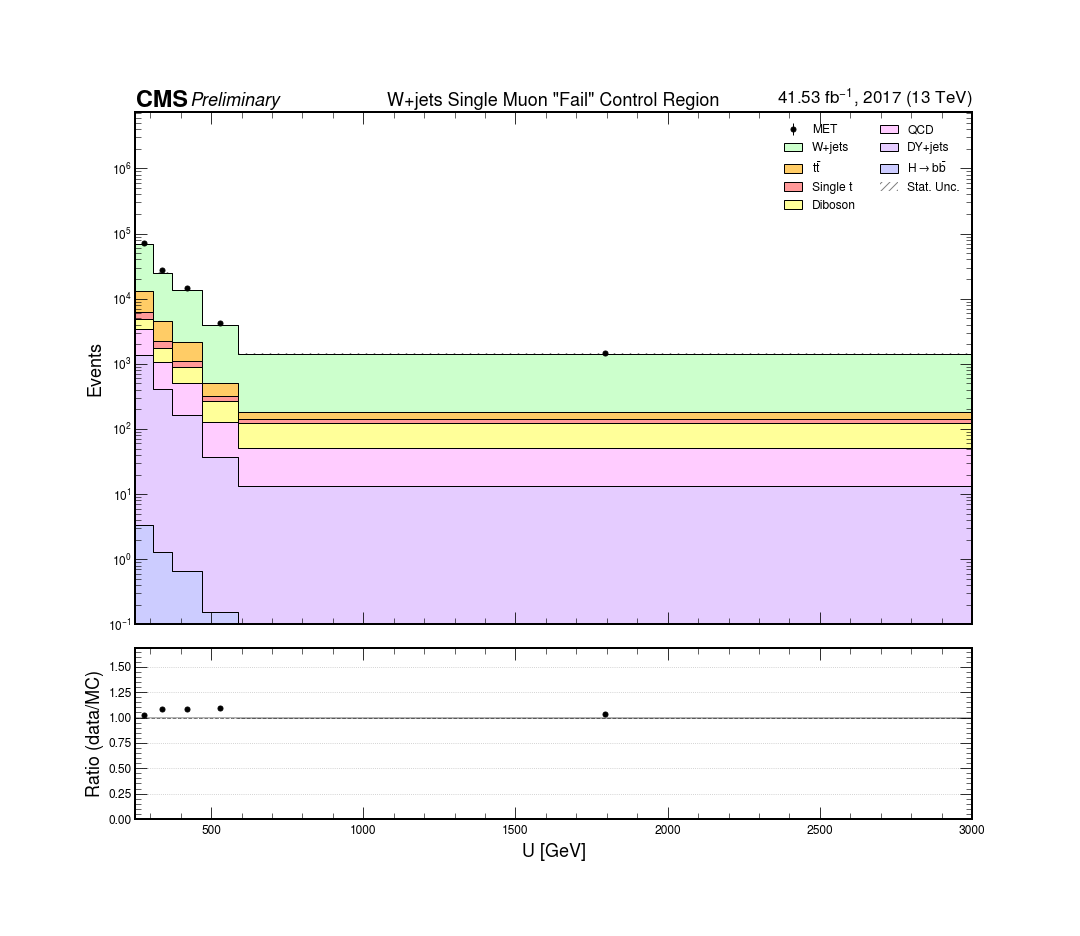 CMS Preliminary W+jets Single Muon "Fail" Control Region 41.53 fb⁻¹, 2017 (13 TeV)
MET QCD
W+jets DY+jets
tt̄ H→bb̄
Single t Stat. Unc.
Diboson
10⁶
10⁵
10⁴
10³
10²
10¹
10⁰
10⁻¹
Events
1.50
1.25
1.00
0.75
0.50
0.25
0.00
Ratio (data/MC)
500 1000 1500 2000 2500 3000
U [GeV]